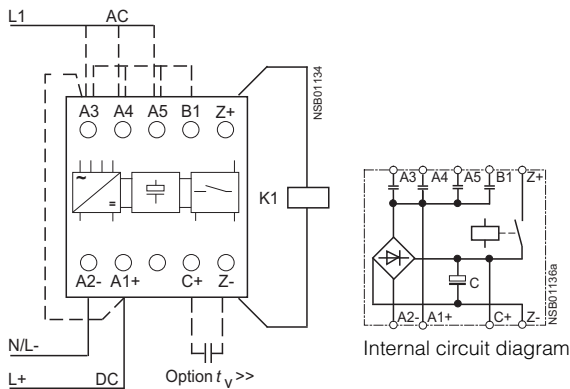 L1 AC
A3 A4 A5 B1 Z+
~
=
K1
NSB01134
A2- A1+ C+ Z-
N/L-
L+ DC
Option tv >>
A3 A4 A5 B1 Z+
C
A2- A1+ C+ Z-
NSB01136a
Internal circuit diagram